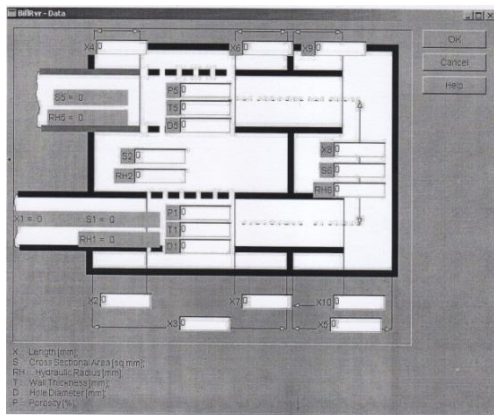 BillRvr - Data
X4 0 X6 0 X9 0
OK
Cancel
Help
S5 = 0
RH5 = 0
P5 0
T5 0
D5 0
S2 0
RH2 0
X8 0
S6 0
RH6 0
X1 = 0 S1 = 0
RH1 = 0
P1 0
T1 0
D1 0
X2 0 X7 0 X10 0
X3 0 X5 0
X : Length [mm];
S : Cross Sectional Area [sq mm];
RH : Hydraulic Radius [mm];
T : Wall Thickness [mm];
D : Hole Diameter [mm];
P : Porosity [%];